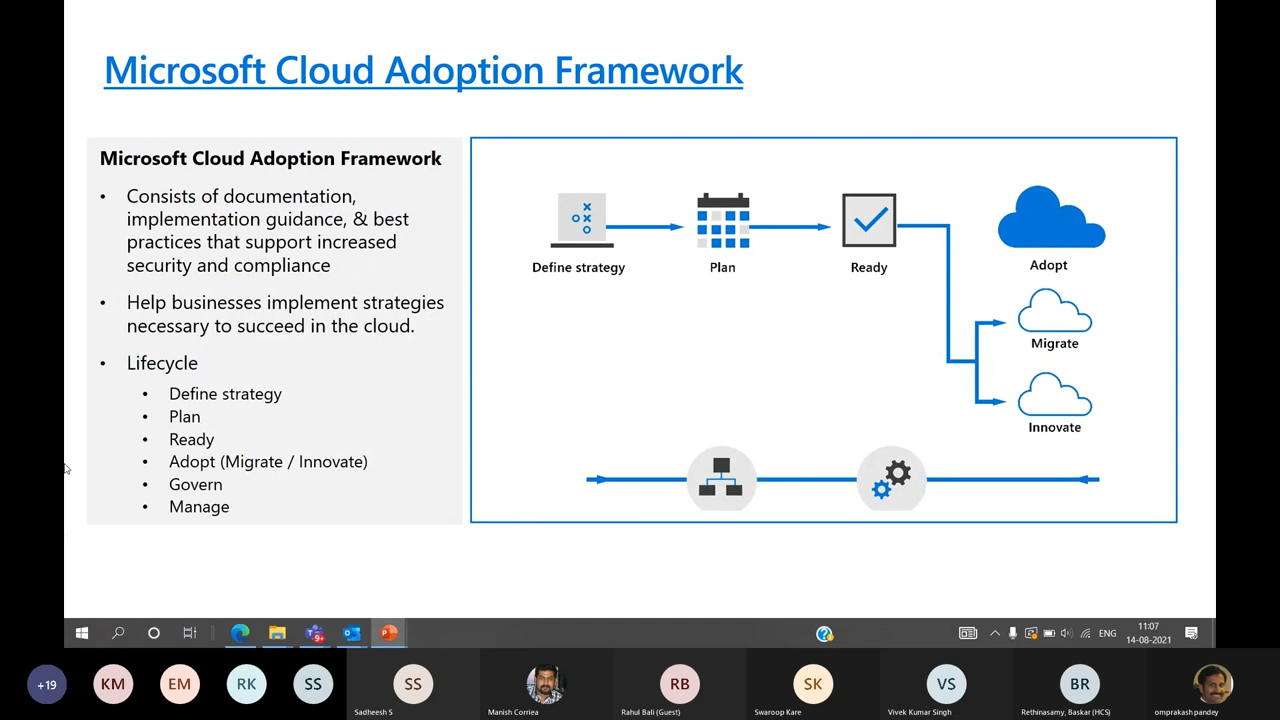 Microsoft Cloud Adoption Framework
Microsoft Cloud Adoption Framework
• Consists of documentation,
implementation guidance, & best
practices that support increased
security and compliance
• Help businesses implement strategies
necessary to succeed in the cloud.
• Lifecycle
• Define strategy
• Plan
• Ready
• Adopt (Migrate / Innovate)
• Govern
• Manage
Define strategy
Plan
Ready
Adopt
Migrate
Innovate
9+
ENG
11:07
14-08-2021
+19
KM
EM
RK
SS
SS
RB
SK
VS
BR
Sadheesh S
Manish Corriea
Rahul Bali (Guest)
Swaroop Kare
Vivek Kumar Singh
Rethinasamy, Baskar (HCS)
omprakash pandey